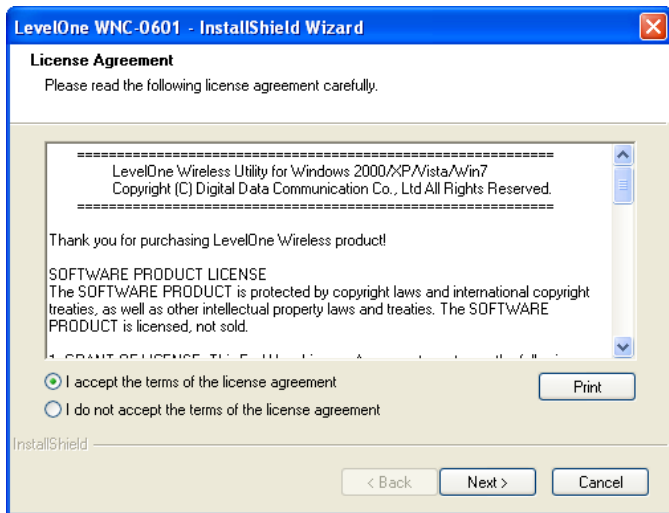 LevelOne WNC-0601 - InstallShield Wizard
License Agreement
Please read the following license agreement carefully.
============================================================
LevelOne Wireless Utility for Windows 2000/XP/Vista/Win7
Copyright (C) Digital Data Communication Co., Ltd All Rights Reserved.
============================================================
Thank you for purchasing LevelOne Wireless product!
SOFTWARE PRODUCT LICENSE
The SOFTWARE PRODUCT is protected by copyright laws and international copyright
treaties, as well as other intellectual property laws and treaties. The SOFTWARE
PRODUCT is licensed, not sold.
1. GRANT OF LICENSE.
I accept the terms of the license agreement
Print
I do not accept the terms of the license agreement
InstallShield
< Back
Next >
Cancel